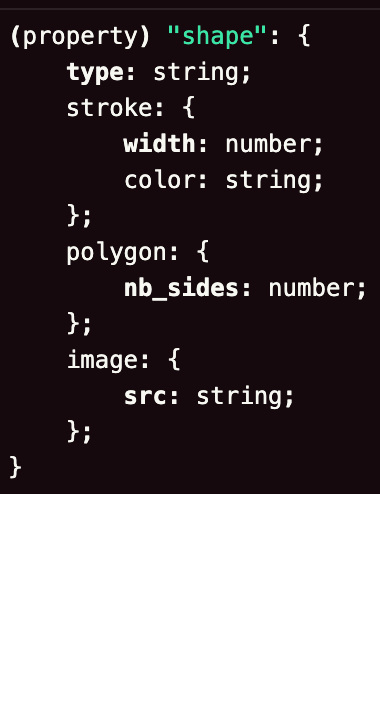 (property) "shape": {
    type: string;
    stroke: {
        width: number;
        color: string;
    };
    polygon: {
        nb_sides: number;
    };
    image: {
        src: string;
    };
}